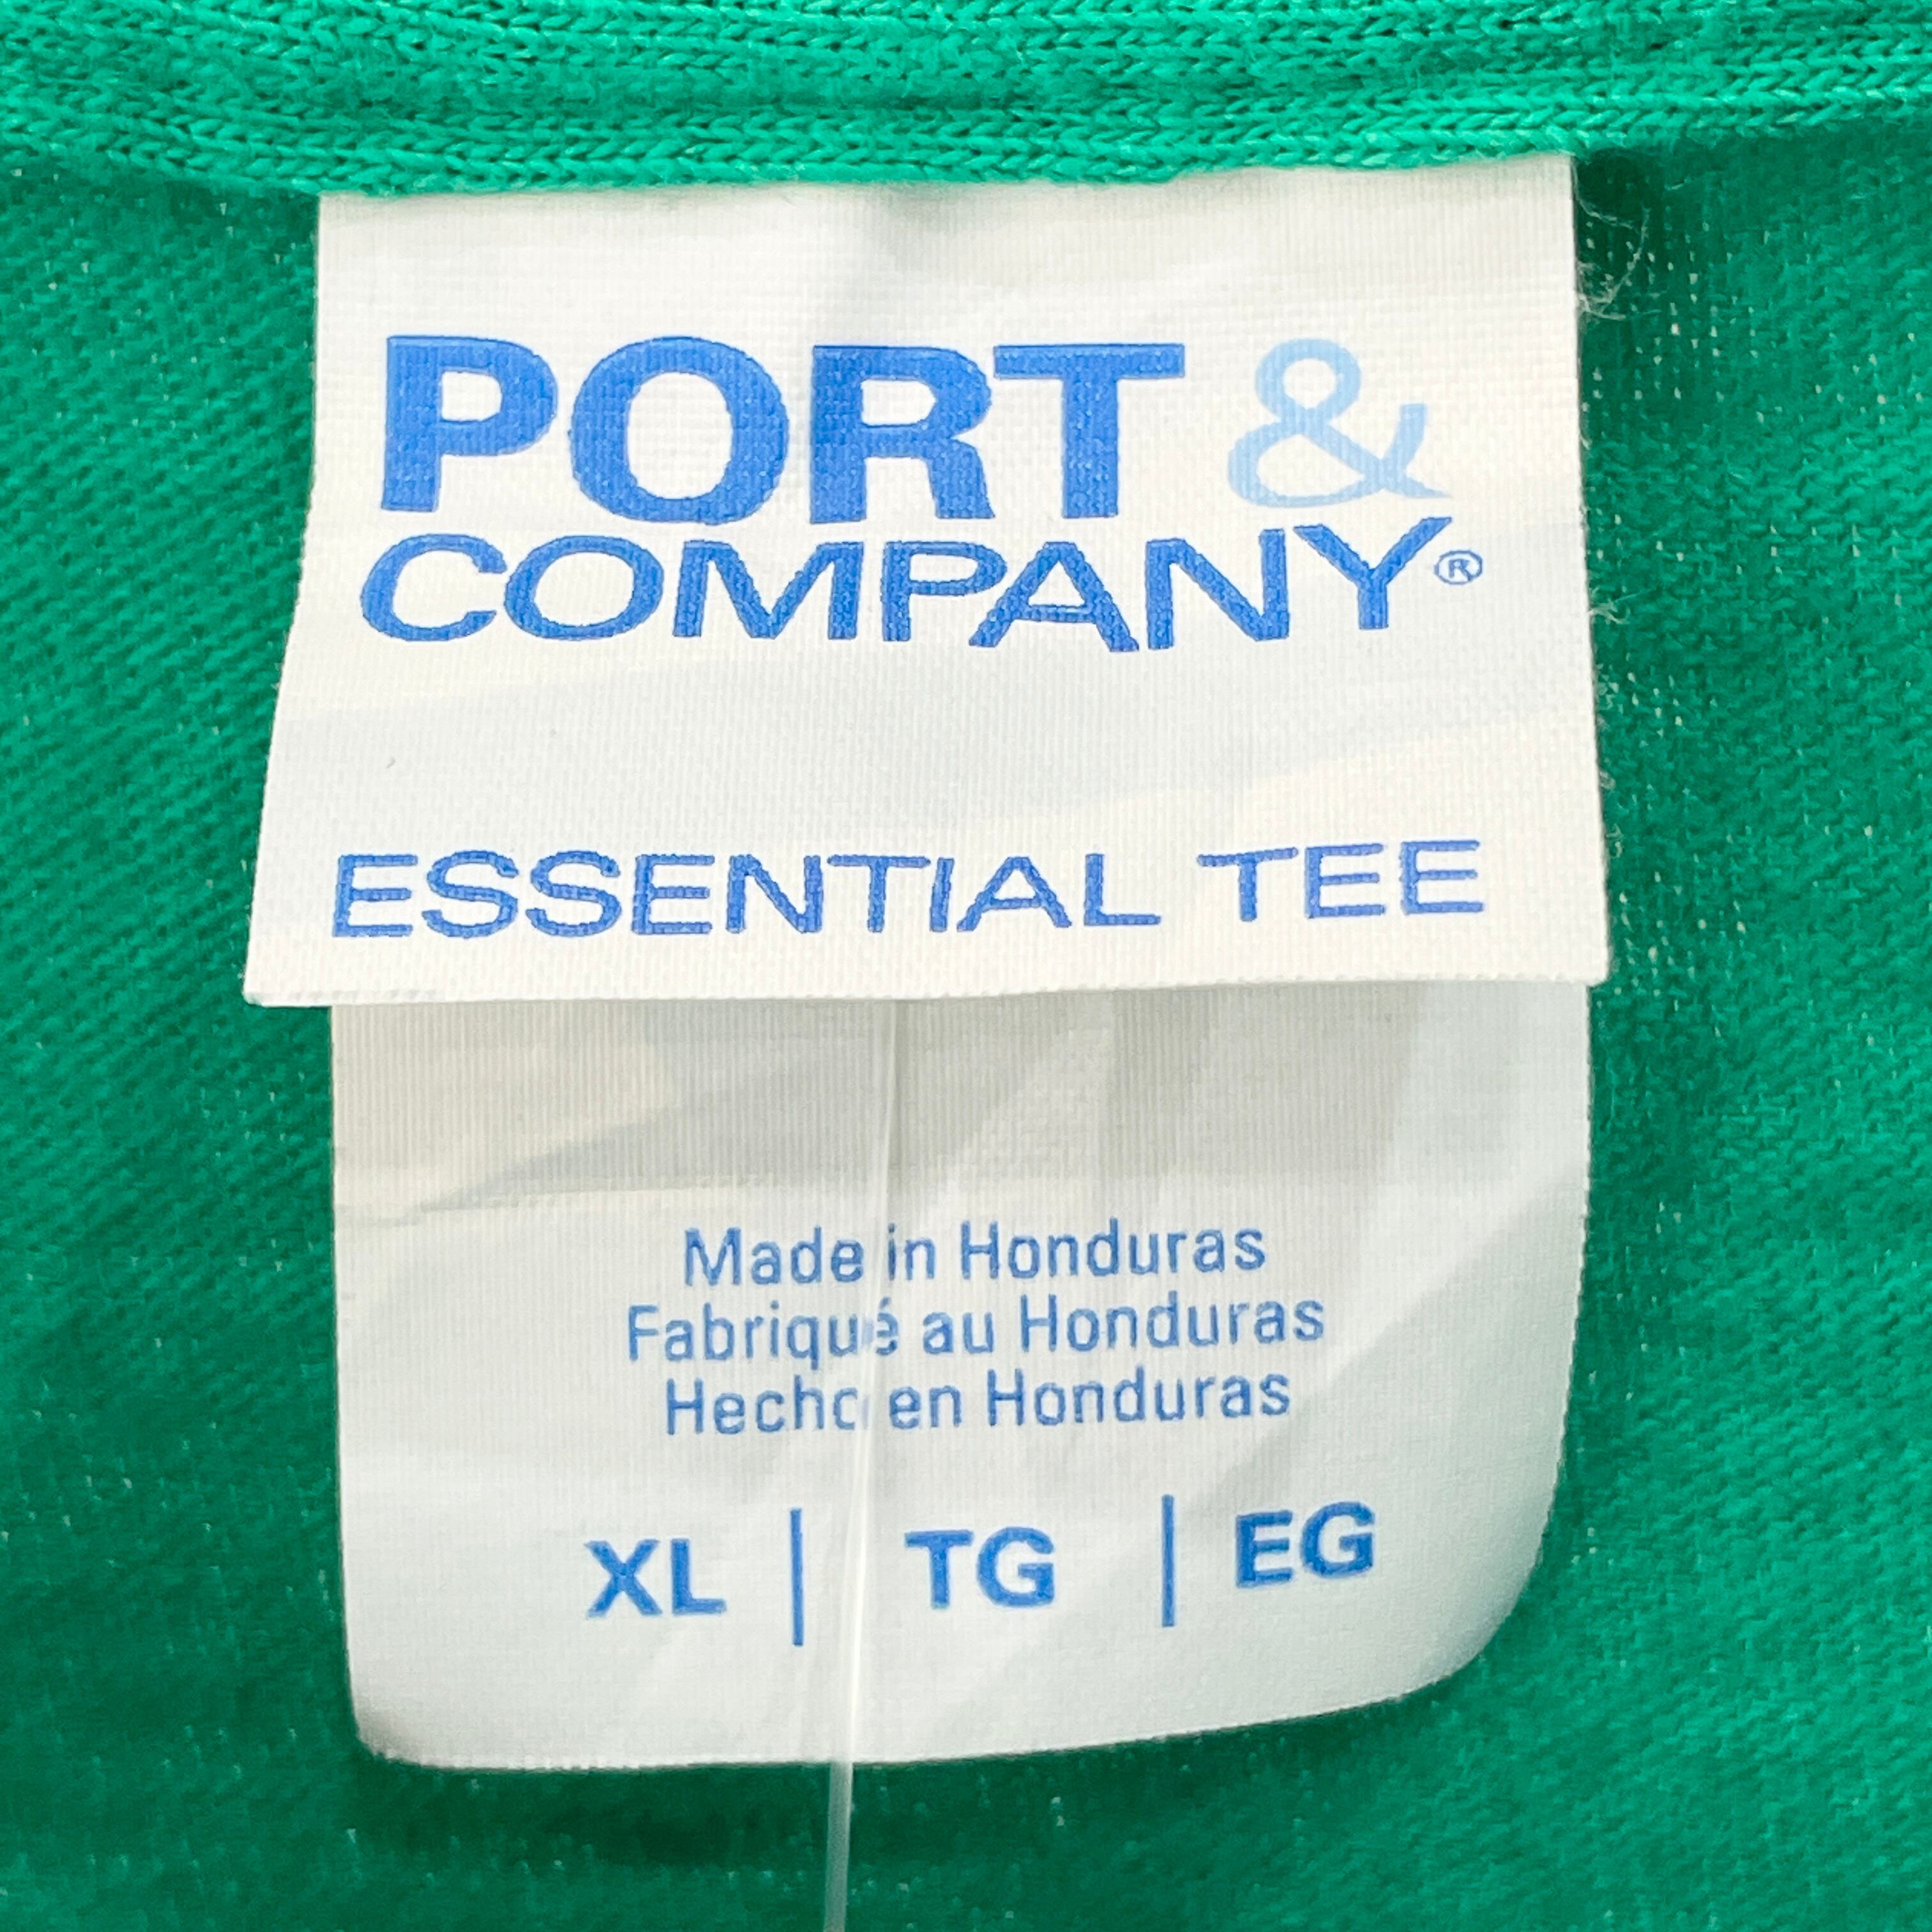 PORT &
COMPANY®
ESSENTIAL TEE
Made in Honduras
Fabriqué au Honduras
Hecho en Honduras
XL | TG | EG